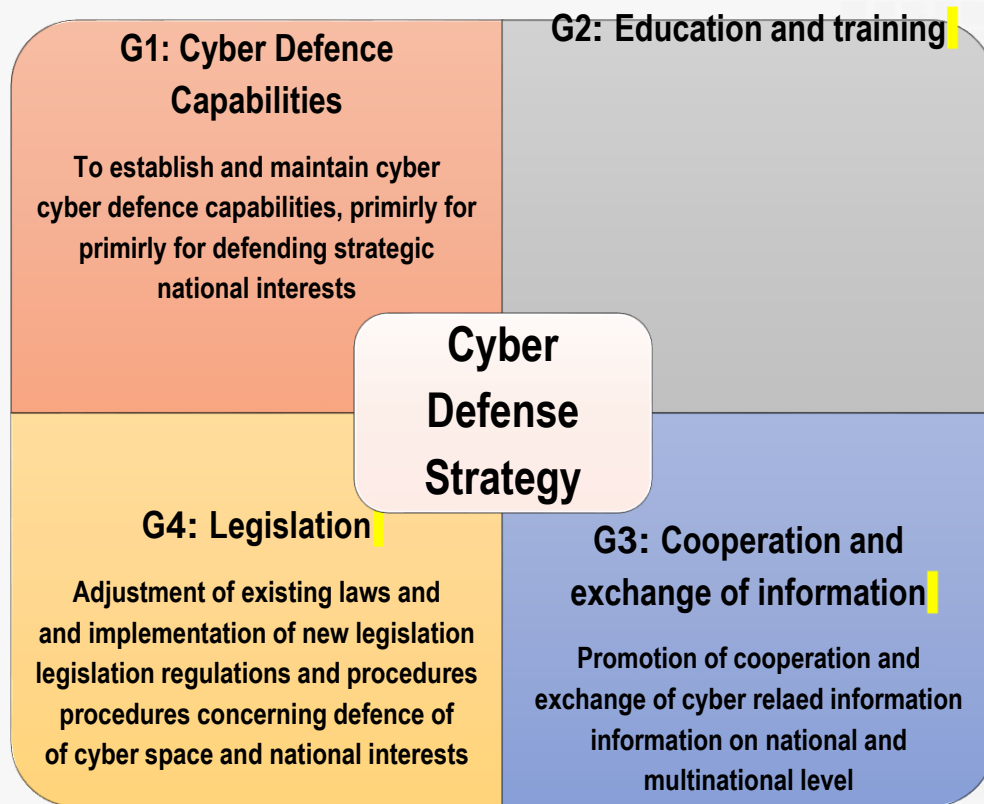 G1: Cyber Defence
Capabilities
To establish and maintain cyber
cyber defence capabilities, primirly for
primirly for defending strategic
national interests
G2: Education and training
Cyber
Defense
Strategy
G4: Legislation
Adjustment of existing laws and
and implementation of new legislation
legislation regulations and procedures
procedures concerning defence of
of cyber space and national interests
G3: Cooperation and
exchange of information
Promotion of cooperation and
exchange of cyber relaed information
information on national and
multinational level